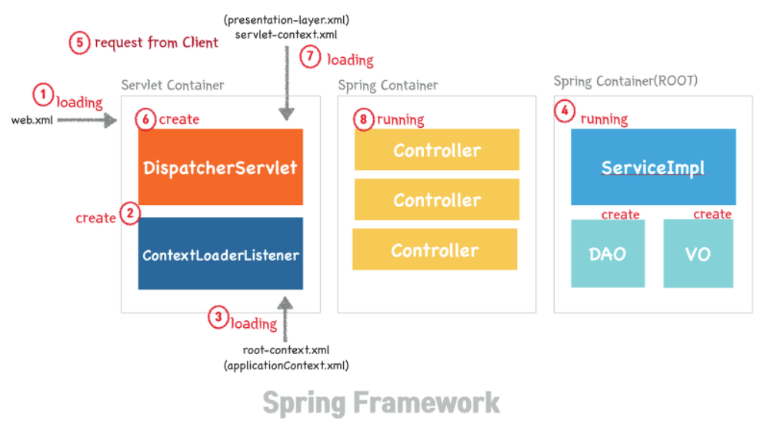 (presentation-layer.xml)
servlet-context.xml
⑤ request from Client
⑦ loading
Servlet Container
Spring Container
Spring Container(ROOT)
① loading
web.xml
⑥ create
⑧ running
④ running
DispatcherServlet
Controller
ServiceImpl
Controller
create ②
create
create
ContextLoaderListener
Controller
DAO
VO
③ loading
root-context.xml
(applicationContext.xml)
Spring Framework